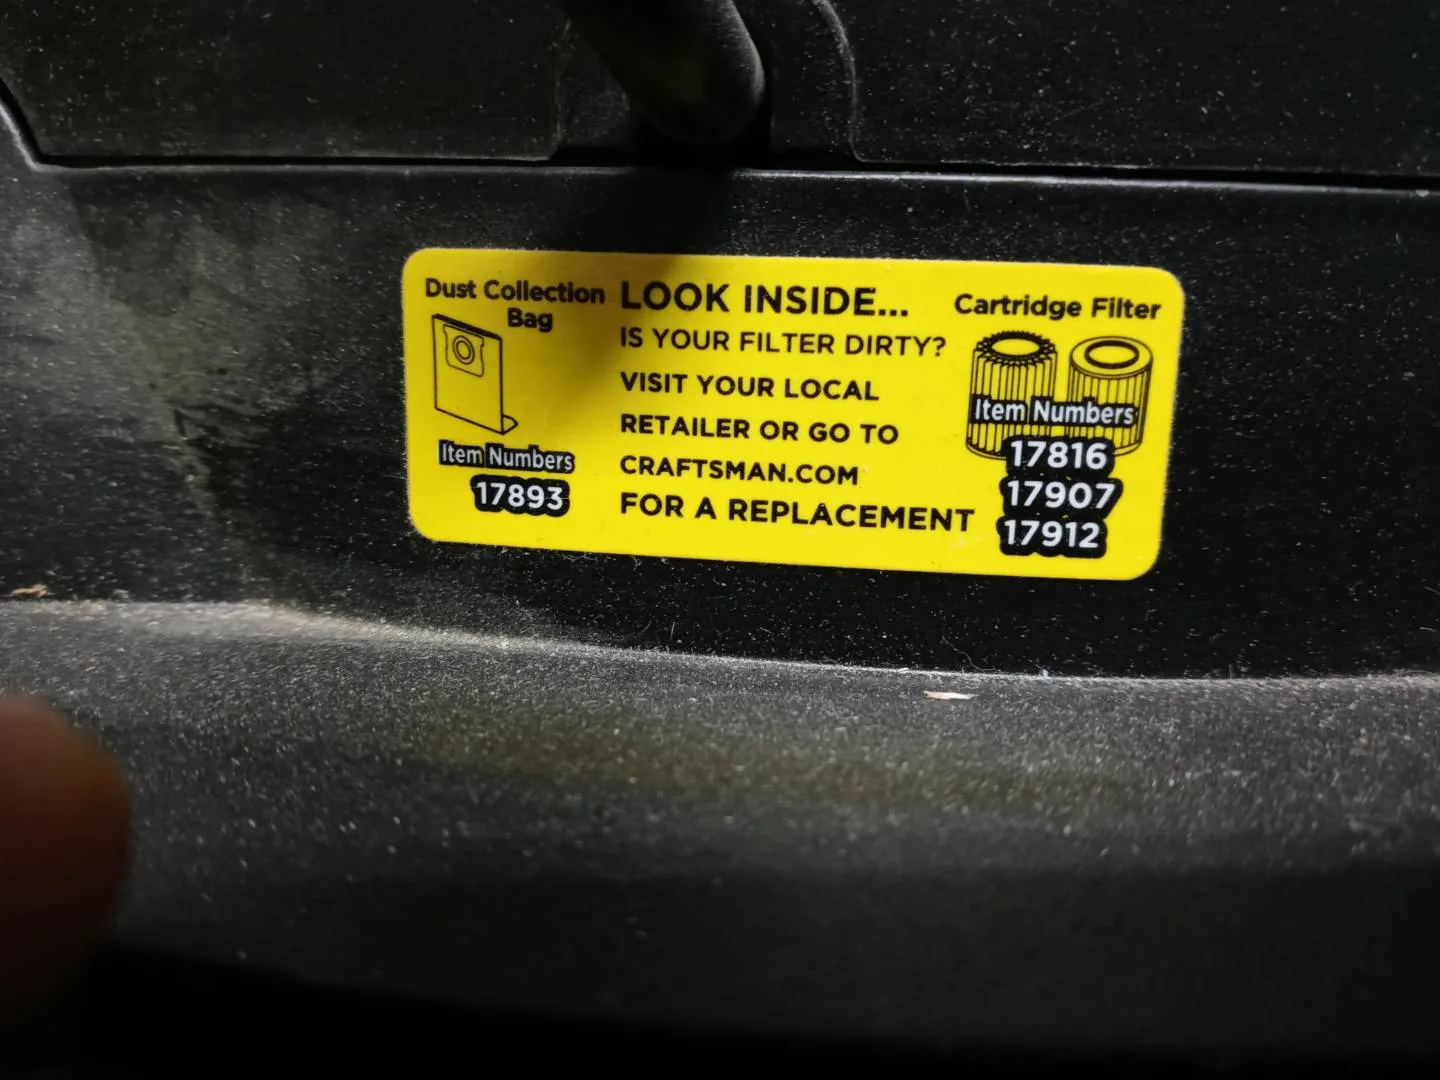 Dust Collection
Bag
Item Numbers
17893
LOOK INSIDE...
IS YOUR FILTER DIRTY?
VISIT YOUR LOCAL
RETAILER OR GO TO
CRAFTSMAN.COM
FOR A REPLACEMENT
Cartridge Filter
Item Numbers
17816
17907
17912